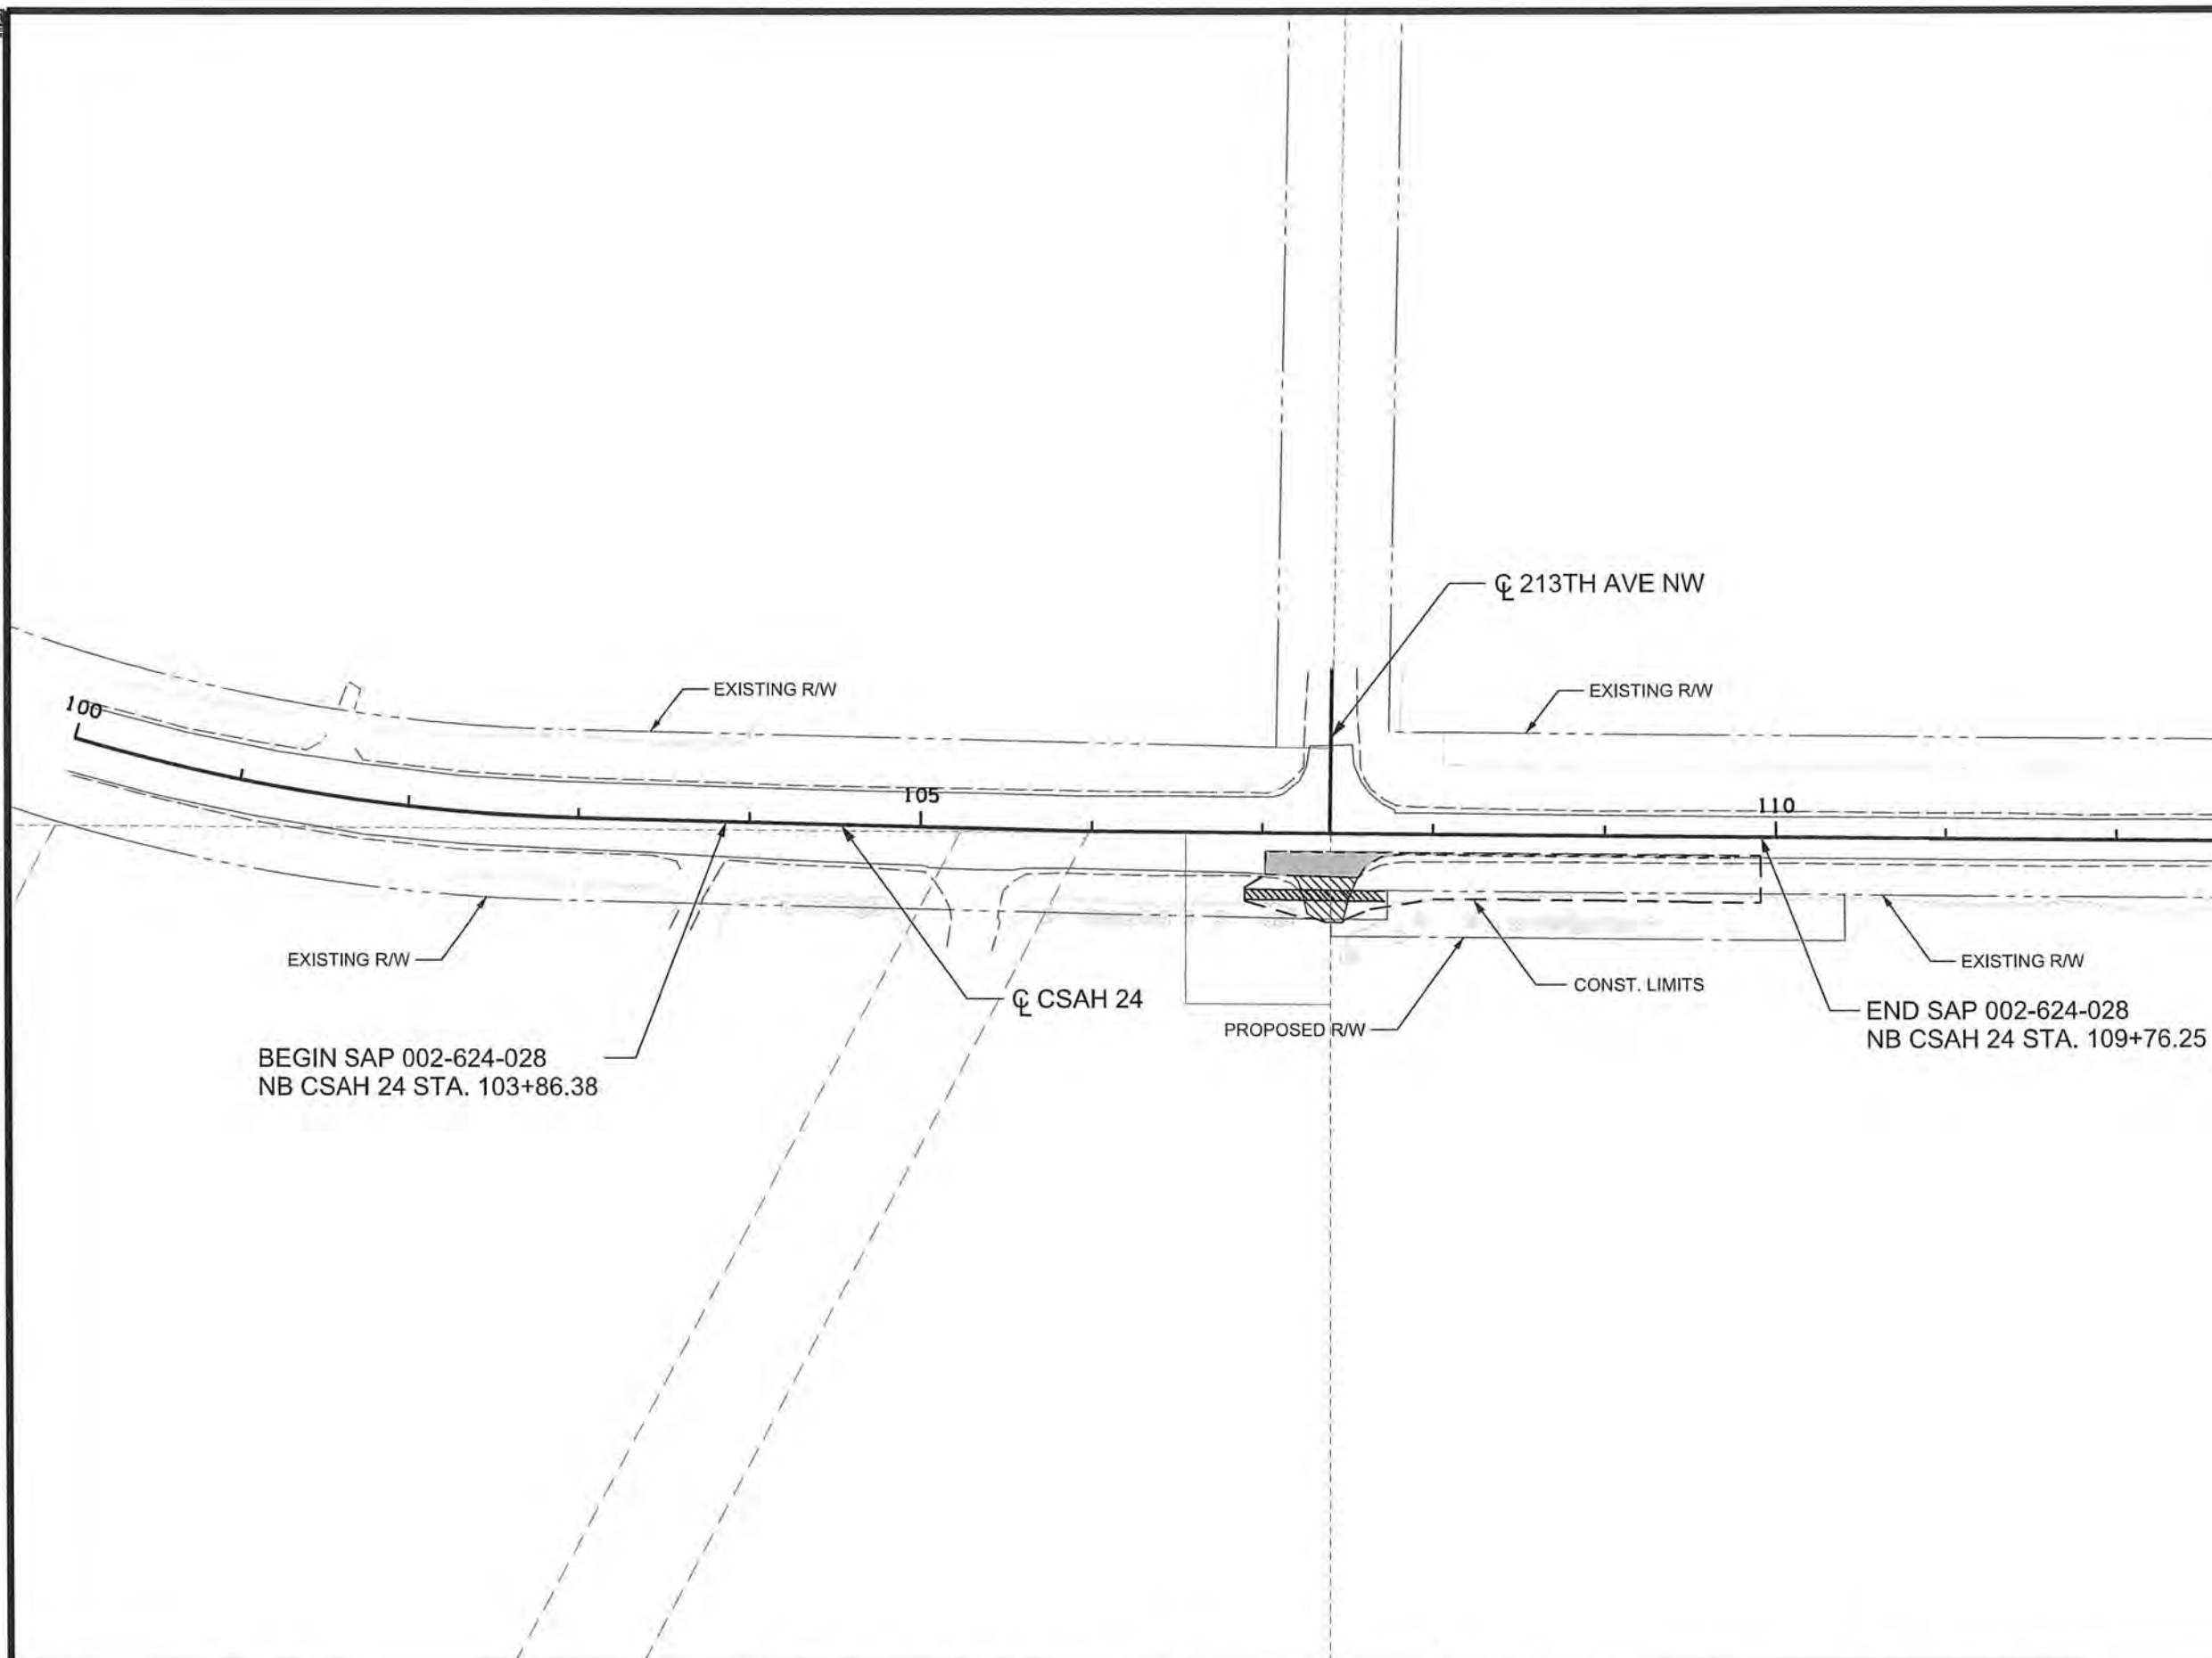 ℄ 213TH AVE NW
EXISTING R/W
EXISTING R/W
100
105
110
EXISTING R/W
EXISTING R/W
℄ CSAH 24
CONST. LIMITS
PROPOSED R/W
END SAP 002-624-028
NB CSAH 24 STA. 109+76.25
BEGIN SAP 002-624-028
NB CSAH 24 STA. 103+86.38